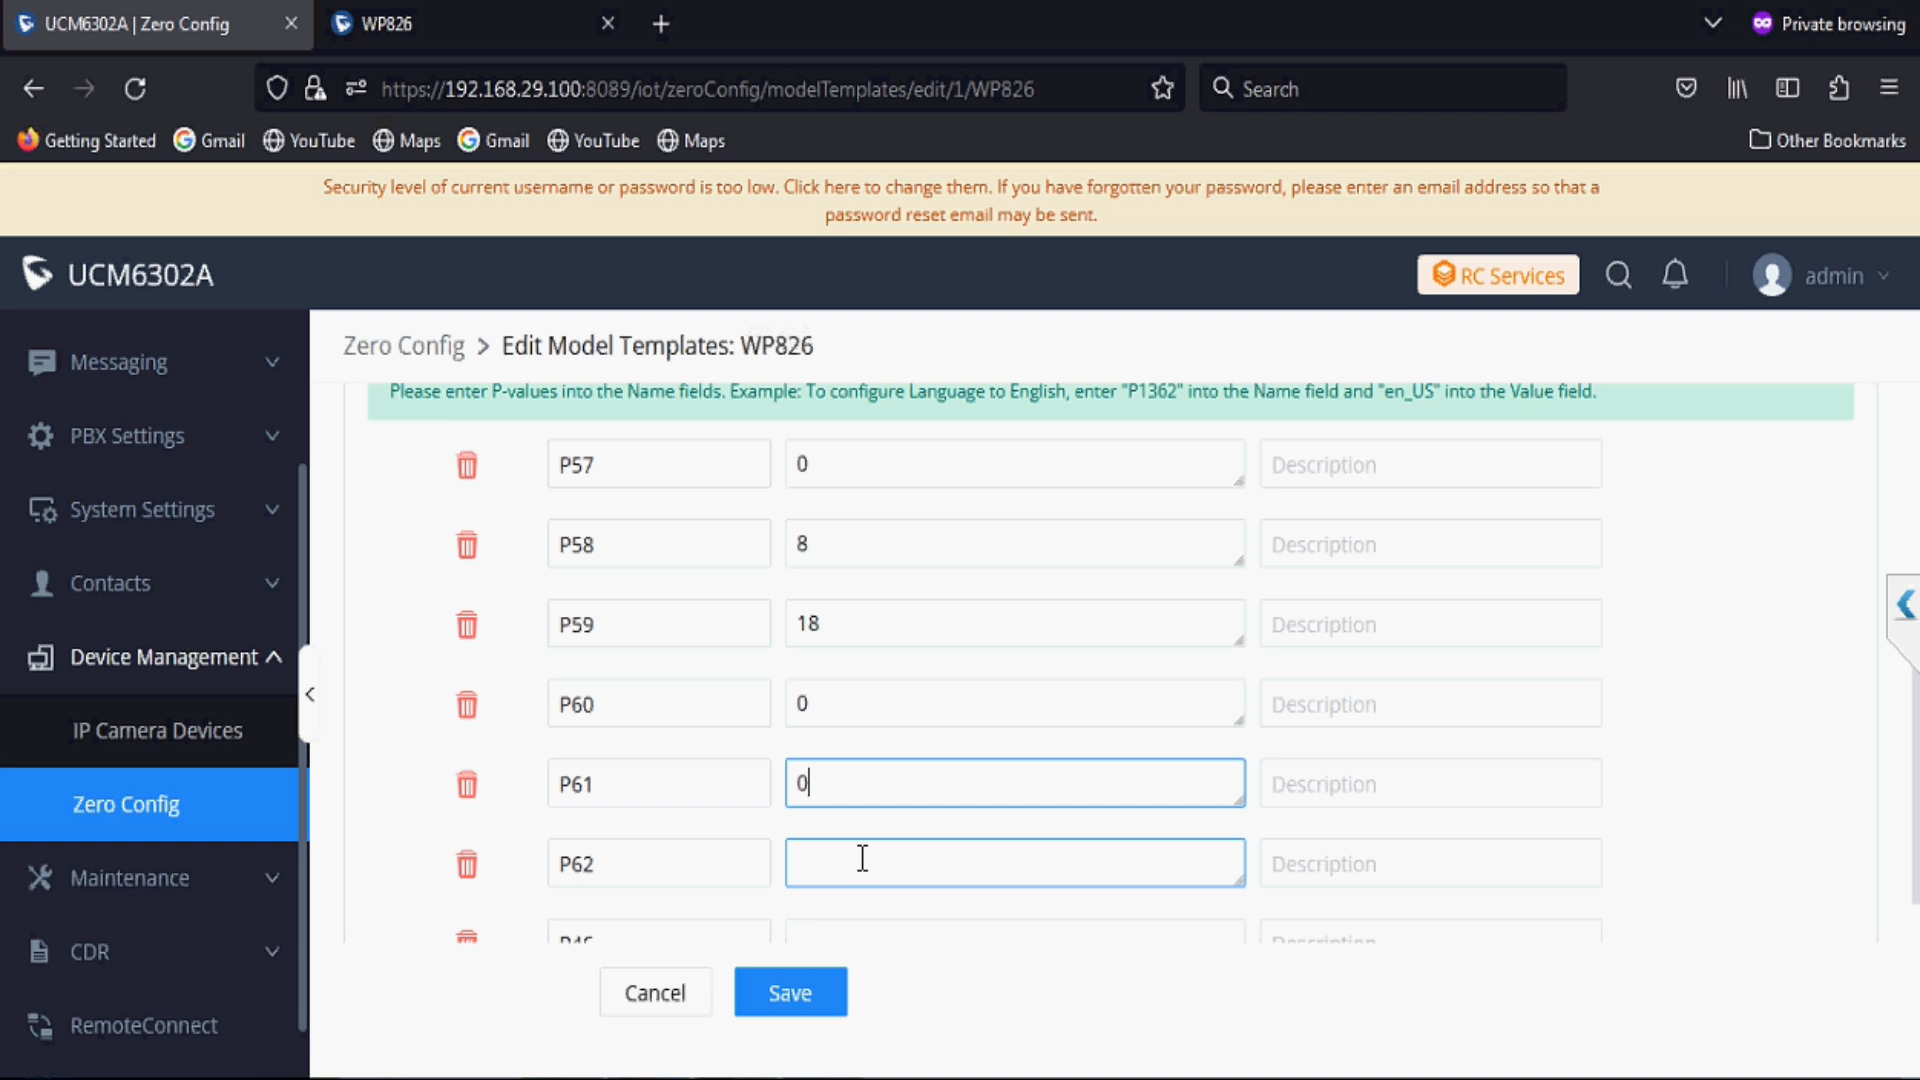 UCM6302A | Zero Config
WP826
Private browsing
https://192.168.29.100:8089/iot/zeroConfig/modelTemplates/edit/1/WP826
Search
Getting Started
Gmail
YouTube
Maps
Gmail
YouTube
Maps
Other Bookmarks
Security level of current username or password is too low. Click here to change them. If you have forgotten your password, please enter an email address so that a
password reset email may be sent.
UCM6302A
RC Services
admin
Messaging
PBX Settings
System Settings
Contacts
Device Management
IP Camera Devices
Zero Config
Maintenance
CDR
RemoteConnect
Zero Config > Edit Model Templates: WP826
Please enter P-values into the Name fields. Example: To configure Language to English, enter "P1362" into the Name field and "en_US" into the Value field.
P57 0 Description
P58 8 Description
P59 18 Description
P60 0 Description
P61 0 Description
P62 Description
Description
Cancel
Save